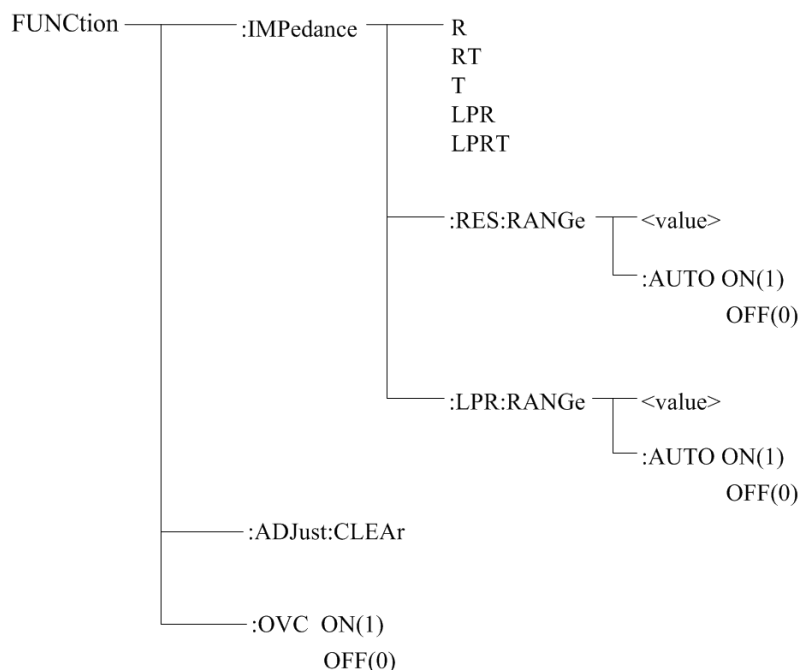 FUNCtion :IMPedance R
RT
T
LPR
LPRT
:RES:RANGe <value>
:AUTO ON(1)
OFF(0)
:LPR:RANGe <value>
:AUTO ON(1)
OFF(0)
:ADJust:CLEAr
:OVC ON(1)
OFF(0)